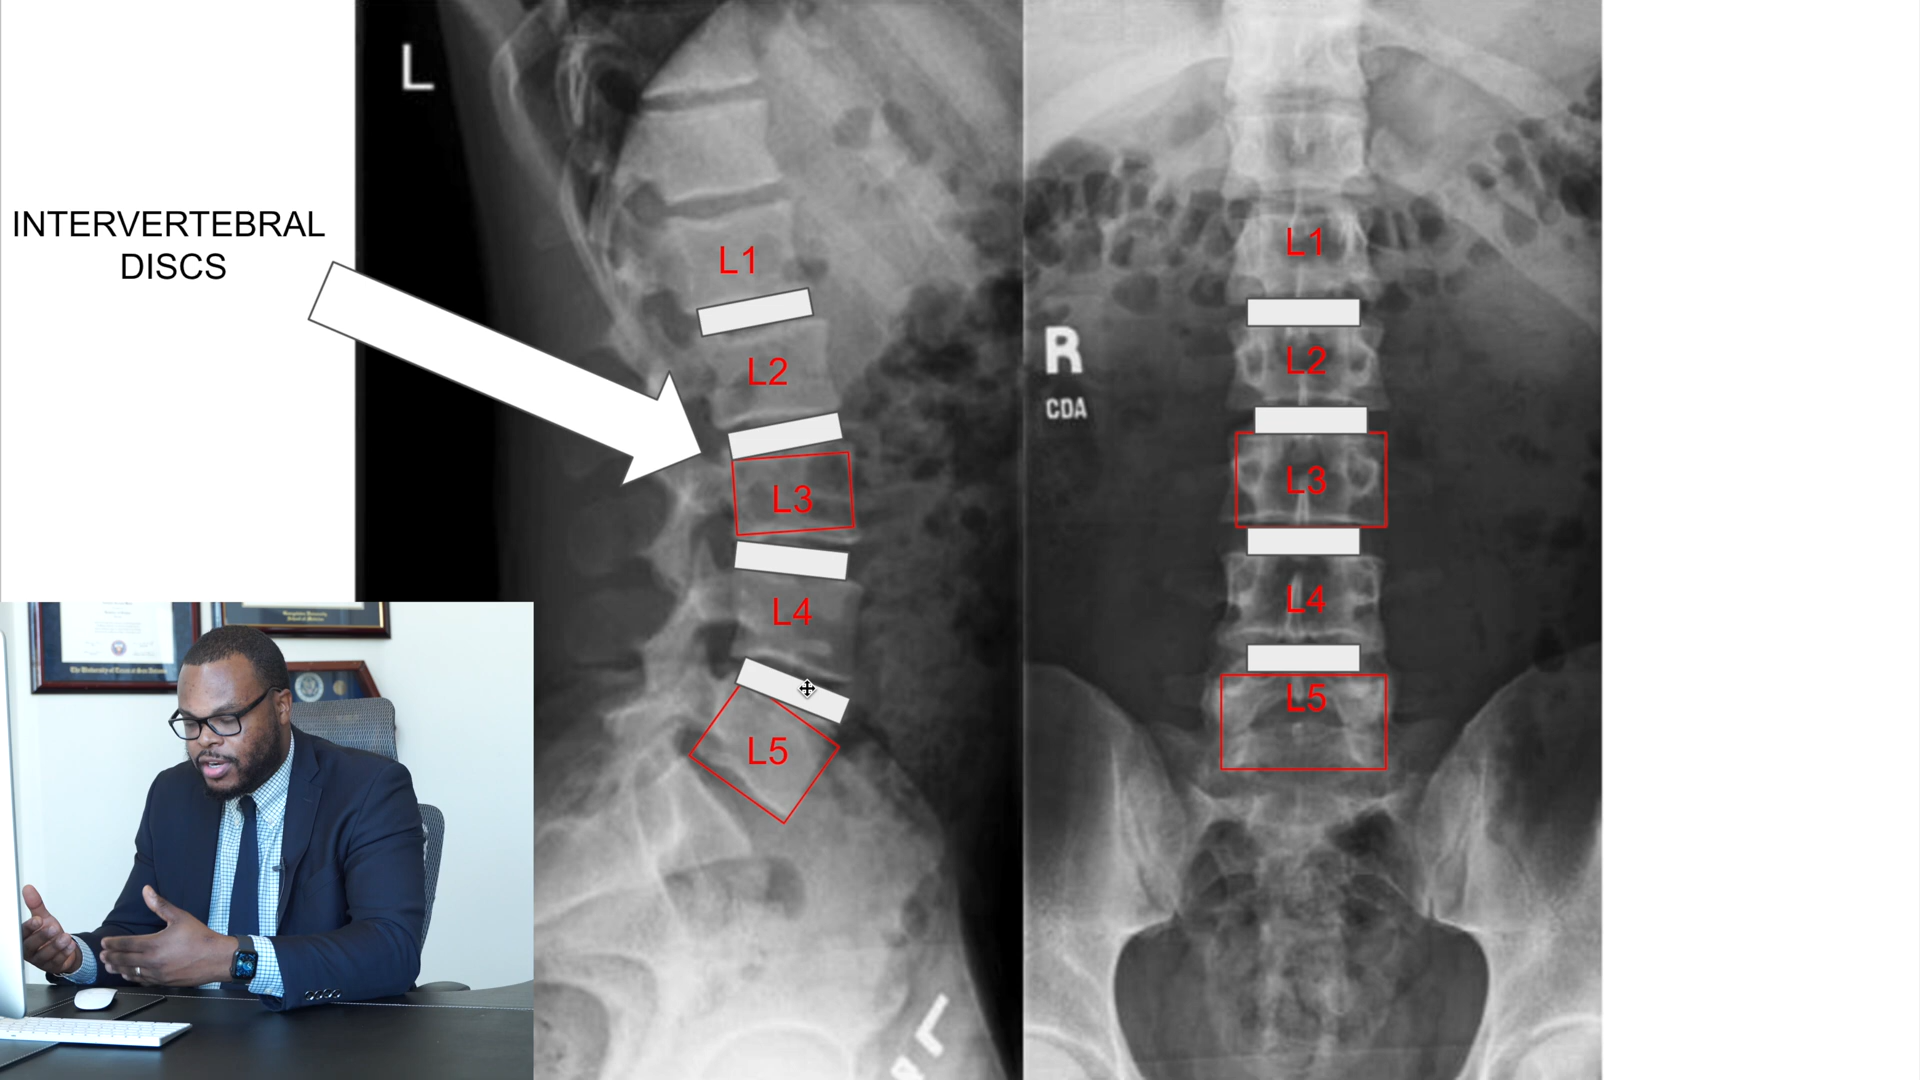 L
INTERVERTEBRAL
DISCS
L1
L2
L3
L4
L5
L1
R
L2
CDA
L3
L4
L5
L